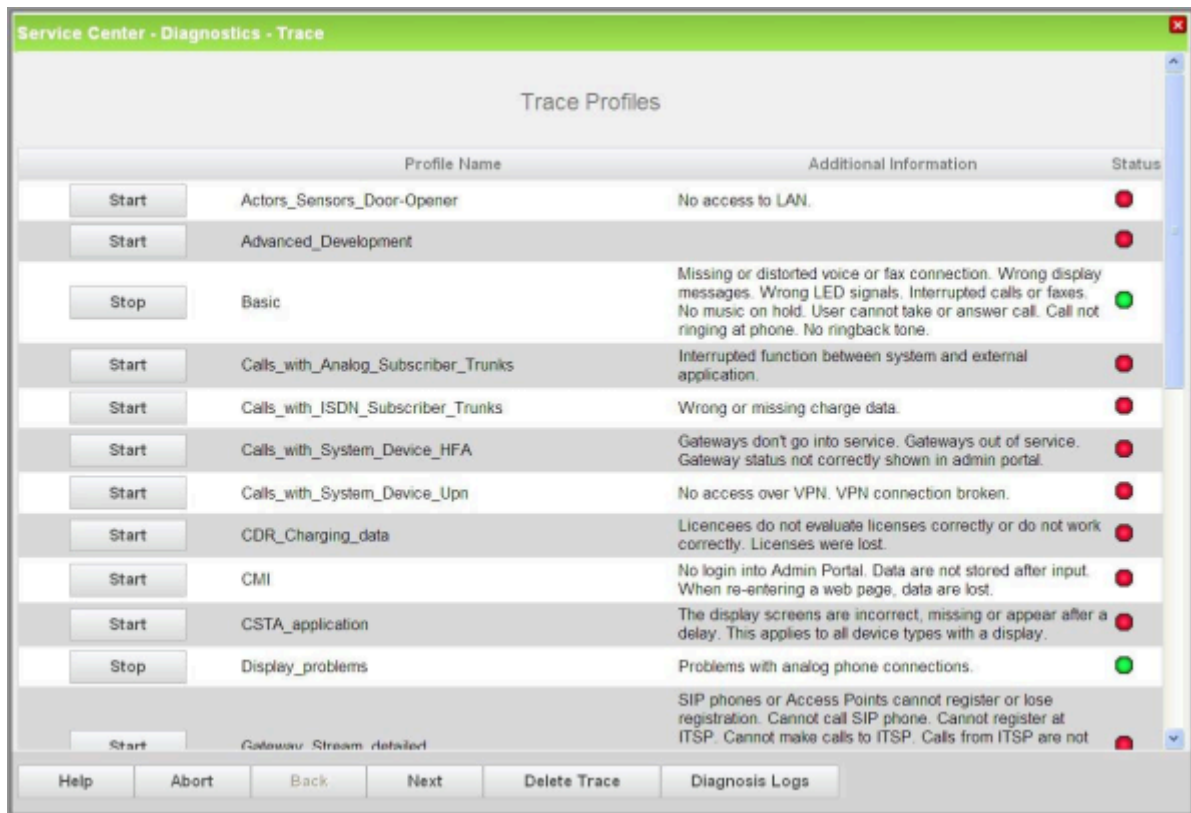 Service Center - Diagnostics - Trace
Trace Profiles
Profile Name Additional Information Status
Start Actors_Sensors_Door-Opener No access to LAN.
Start Advanced_Development
Missing or distorted voice or fax connection. Wrong display
messages. Wrong LED signals. Interrupted calls or faxes.
Stop Basic
No music on hold. User cannot take or answer call. Call not
ringing at phone. No ringback tone.
Start Calls_with_Analog_Subscriber_Trunks
Interrupted function between system and external
application.
Start Calls_with_ISDN_Subscriber_Trunks Wrong or missing charge data.
Start Calls_with_System_Device_HFA
Gateways don't go into service. Gateways out of service.
Gateway status not correctly shown in admin portal.
Start Calls_with_System_Device_Upn No access over VPN. VPN connection broken.
Start CDR_Charging_data
Licencees do not evaluate licenses correctly or do not work
correctly. Licenses were lost.
Start CMI
No login into Admin Portal. Data are not stored after input.
When re-entering a web page, data are lost.
Start CSTA_application
The display screens are incorrect, missing or appear after a
delay. This applies to all device types with a display.
Stop Display_problems Problems with analog phone connections.
SIP phones or Access Points cannot register or lose
registration. Cannot call SIP phone. Cannot register at
ITSP. Cannot make calls to ITSP. Calls from ITSP are not
Start Gateway_Stream_detailed
Help Abort Back Next Delete Trace Diagnosis Logs